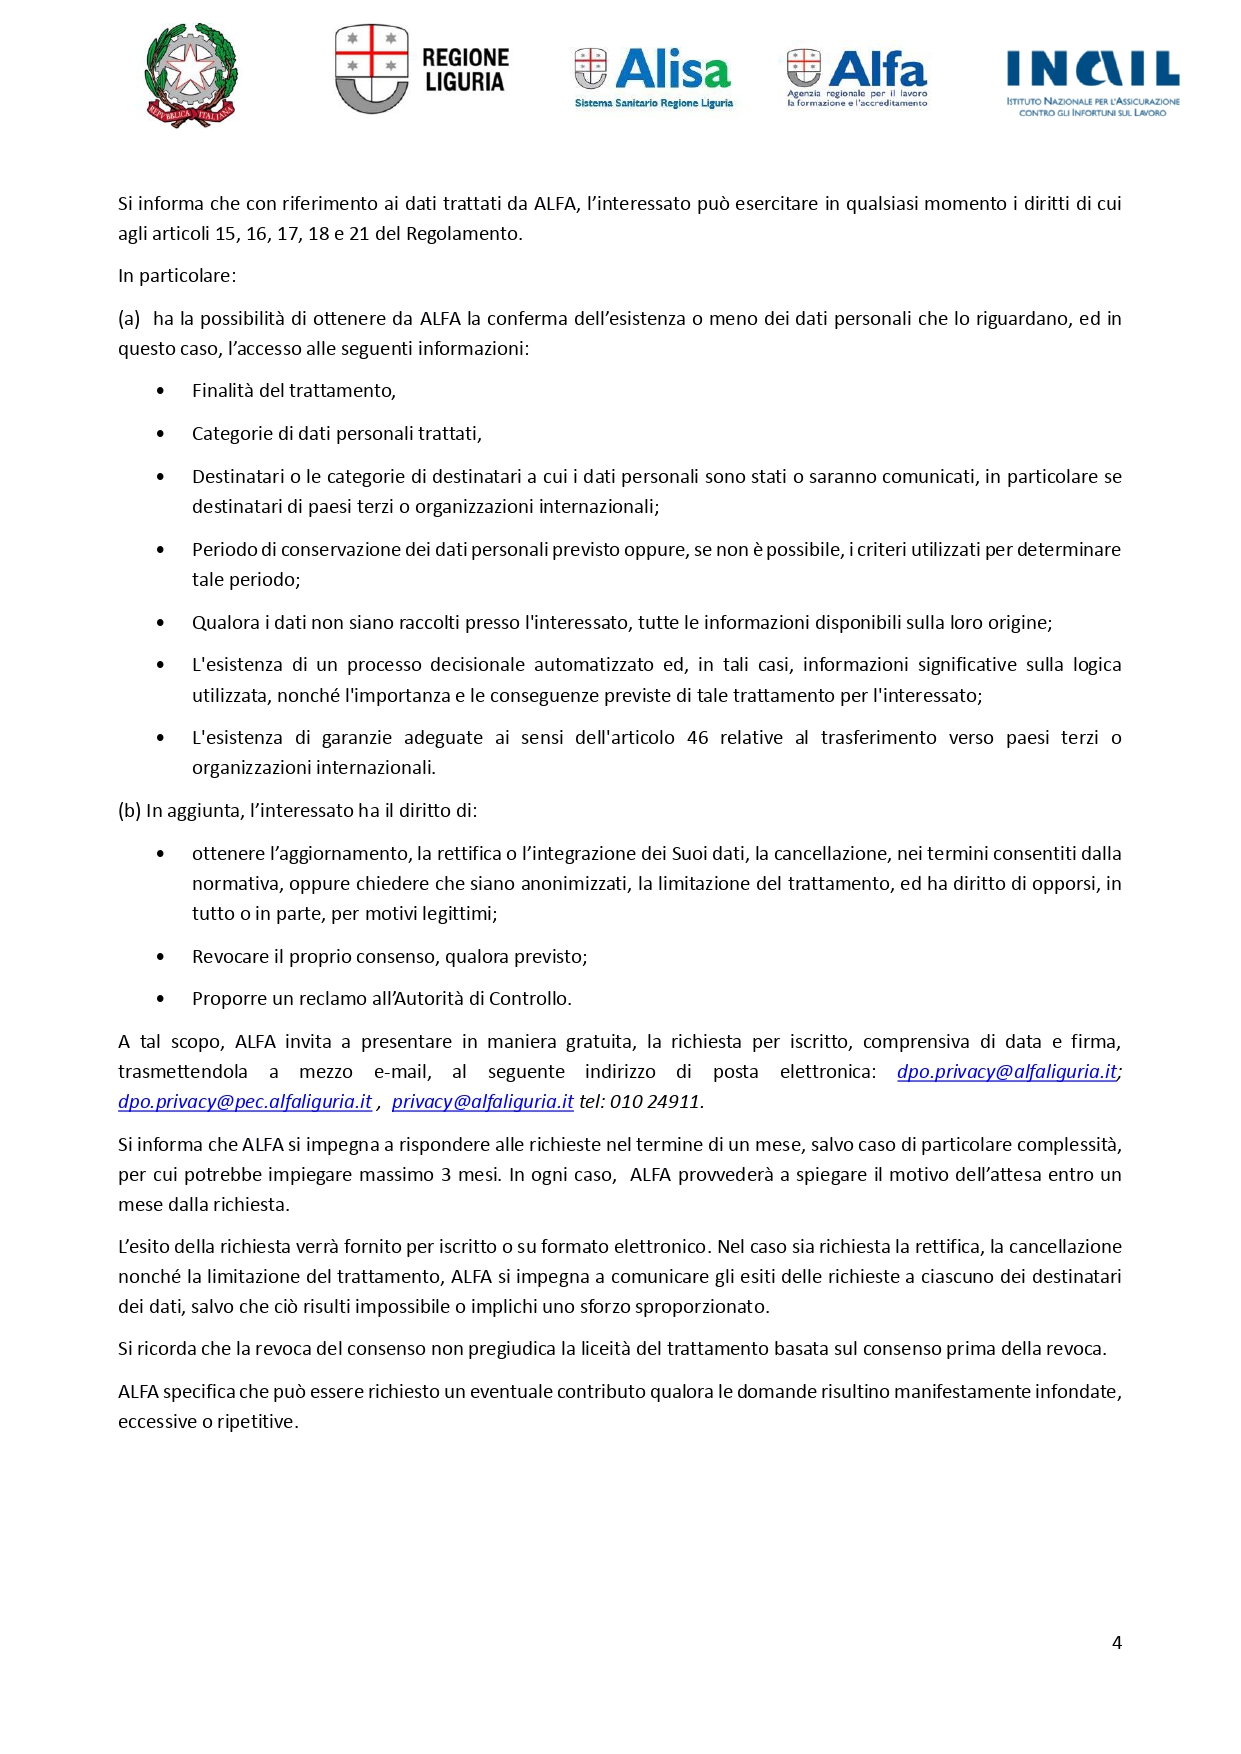 REPVBBLICA ITALIANA
REGIONE
LIGURIA
Alisa
Sistema Sanitario Regione Liguria
Alfa
Agenzia regionale per il lavoro
la formazione e l'accreditamento
INAIL
ISTITUTO NAZIONALE PER L'ASSICURAZIONE
CONTRO GLI INFORTUNI SUL LAVORO
Si informa che con riferimento ai dati trattati da ALFA, l’interessato può esercitare in qualsiasi momento i diritti di cui
agli articoli 15, 16, 17, 18 e 21 del Regolamento.
In particolare:
(a) ha la possibilità di ottenere da ALFA la conferma dell’esistenza o meno dei dati personali che lo riguardano, ed in
questo caso, l’accesso alle seguenti informazioni:
• Finalità del trattamento,
• Categorie di dati personali trattati,
• Destinatari o le categorie di destinatari a cui i dati personali sono stati o saranno comunicati, in particolare se
destinatari di paesi terzi o organizzazioni internazionali;
• Periodo di conservazione dei dati personali previsto oppure, se non è possibile, i criteri utilizzati per determinare
tale periodo;
• Qualora i dati non siano raccolti presso l'interessato, tutte le informazioni disponibili sulla loro origine;
• L'esistenza di un processo decisionale automatizzato ed, in tali casi, informazioni significative sulla logica
utilizzata, nonché l'importanza e le conseguenze previste di tale trattamento per l'interessato;
• L'esistenza di garanzie adeguate ai sensi dell'articolo 46 relative al trasferimento verso paesi terzi o
organizzazioni internazionali.
(b) In aggiunta, l’interessato ha il diritto di:
• ottenere l’aggiornamento, la rettifica o l’integrazione dei Suoi dati, la cancellazione, nei termini consentiti dalla
normativa, oppure chiedere che siano anonimizzati, la limitazione del trattamento, ed ha diritto di opporsi, in
tutto o in parte, per motivi legittimi;
• Revocare il proprio consenso, qualora previsto;
• Proporre un reclamo all’Autorità di Controllo.
A tal scopo, ALFA invita a presentare in maniera gratuita, la richiesta per iscritto, comprensiva di data e firma,
trasmettendola a mezzo e-mail, al seguente indirizzo di posta elettronica: dpo.privacy@alfaliguria.it;
dpo.privacy@pec.alfaliguria.it , privacy@alfaliguria.it tel: 010 24911.
Si informa che ALFA si impegna a rispondere alle richieste nel termine di un mese, salvo caso di particolare complessità,
per cui potrebbe impiegare massimo 3 mesi. In ogni caso, ALFA provvederà a spiegare il motivo dell’attesa entro un
mese dalla richiesta.
L’esito della richiesta verrà fornito per iscritto o su formato elettronico. Nel caso sia richiesta la rettifica, la cancellazione
nonché la limitazione del trattamento, ALFA si impegna a comunicare gli esiti delle richieste a ciascuno dei destinatari
dei dati, salvo che ciò risulti impossibile o implichi uno sforzo sproporzionato.
Si ricorda che la revoca del consenso non pregiudica la liceità del trattamento basata sul consenso prima della revoca.
ALFA specifica che può essere richiesto un eventuale contributo qualora le domande risultino manifestamente infondate,
eccessive o ripetitive.
4